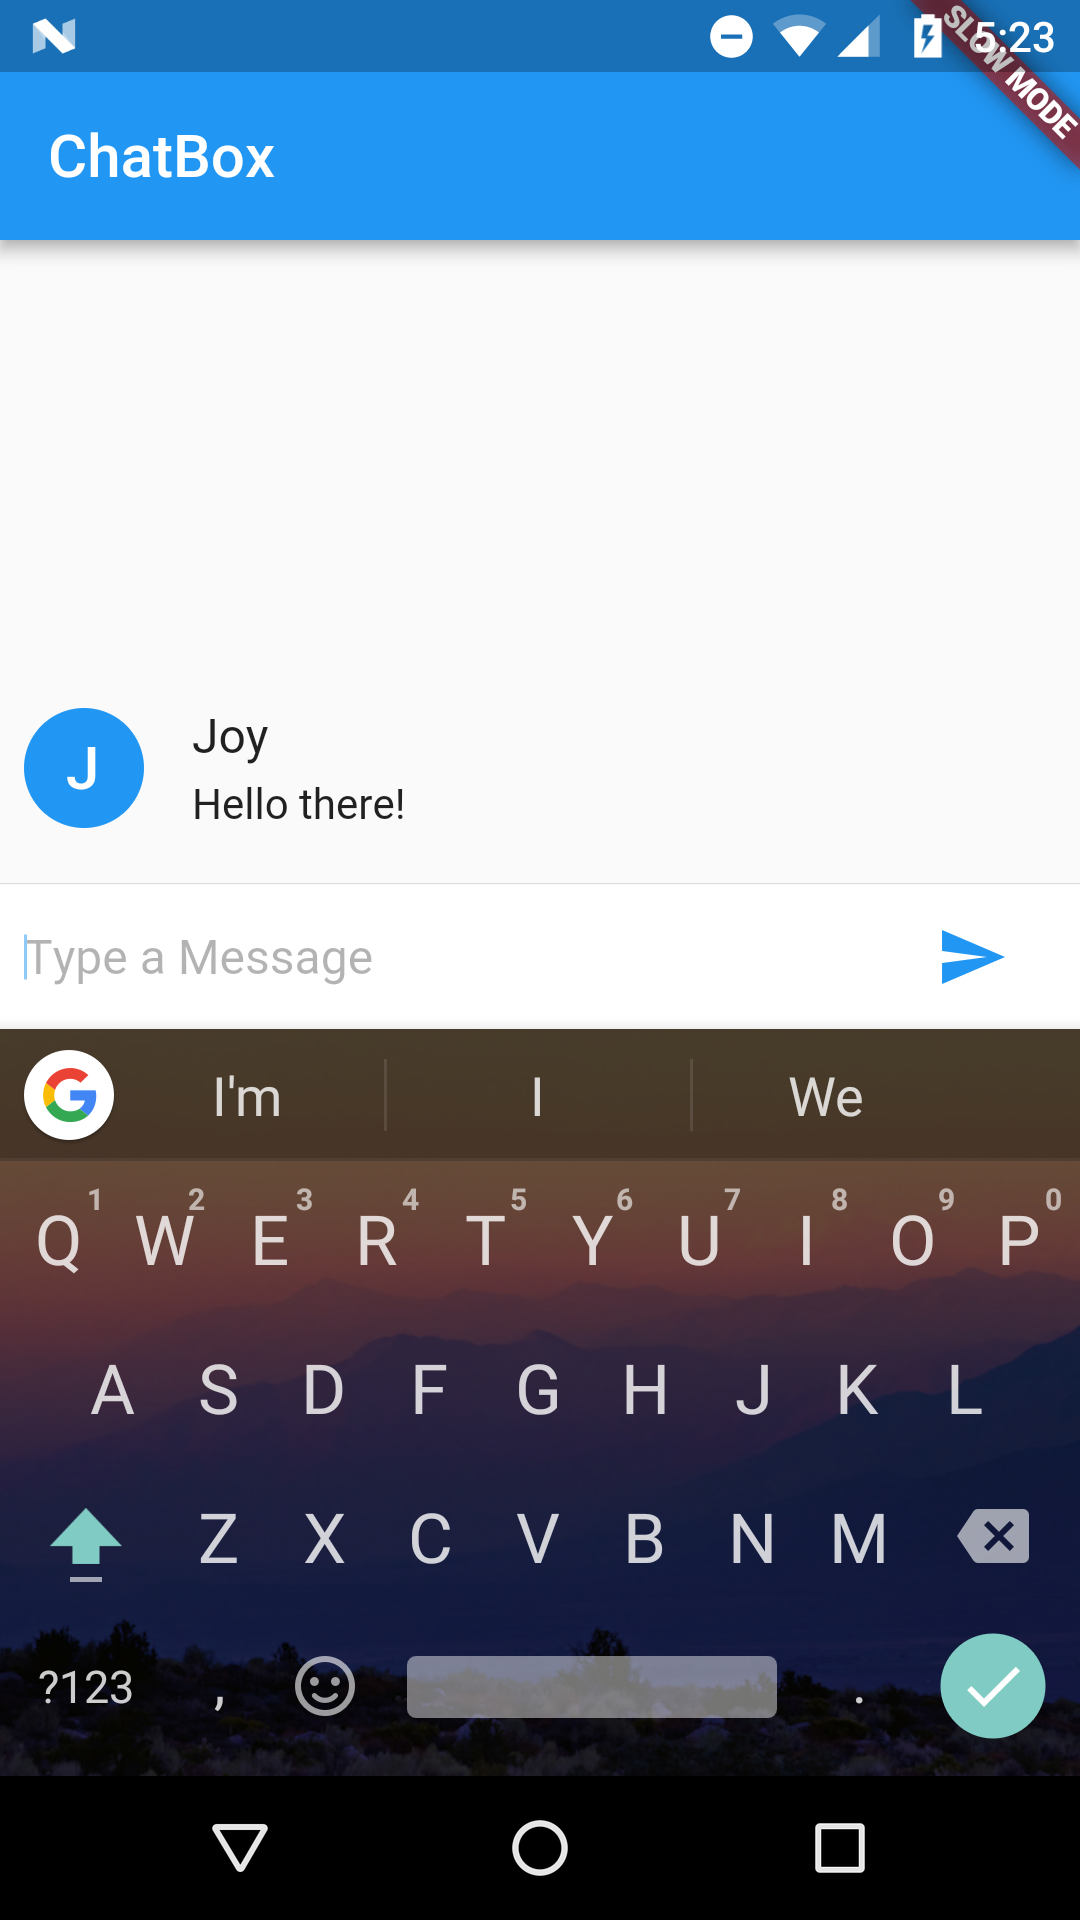 5:23
SLOW MODE
ChatBox
J
Joy
Hello there!
Type a Message
G I'm I We
1 2 3 4 5 6 7 8 9 0
Q W E R T Y U I O P
A S D F G H J K L
Z X C V B N M
?123 , .